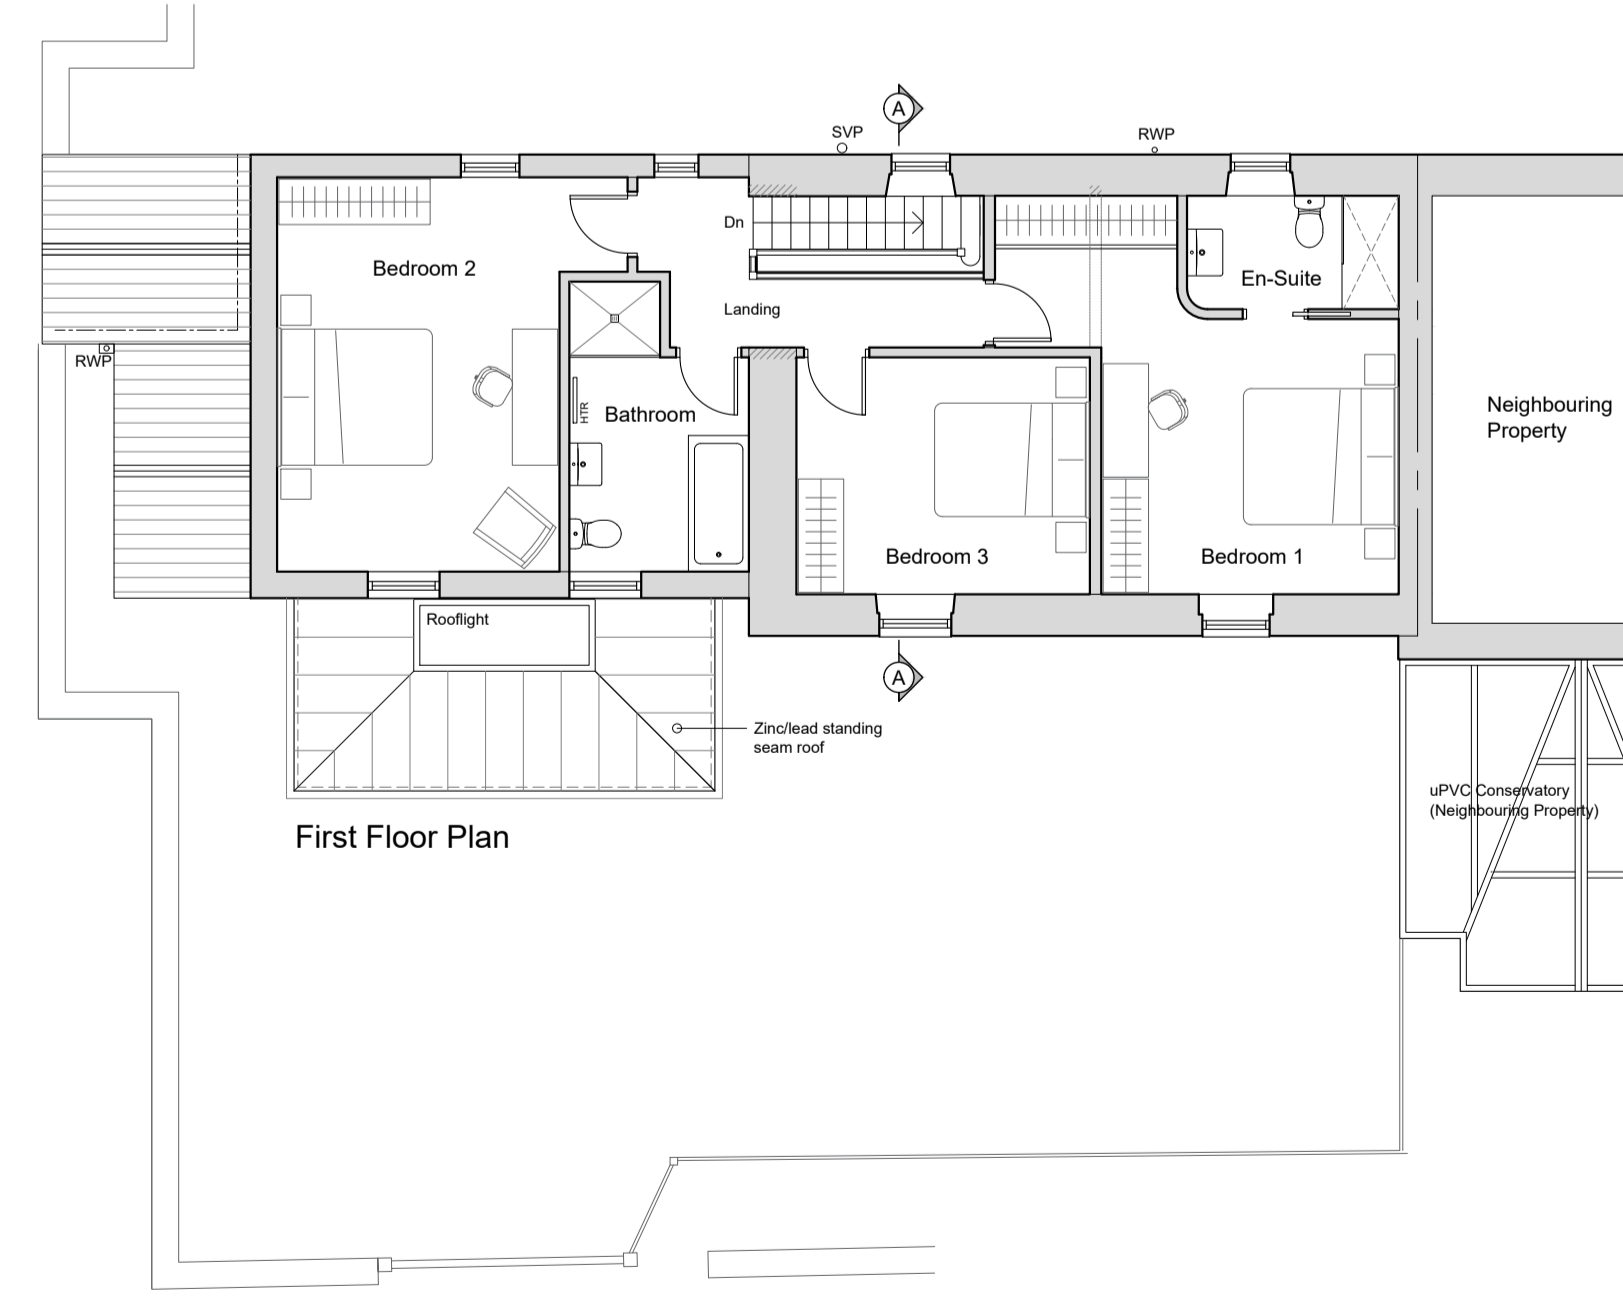 A
SVP
RWP
Dn
Bedroom 2
En-Suite
Landing
RWP
HTR
Bathroom
Neighbouring
Property
Bedroom 3
Bedroom 1
Rooflight
A
Zinc/lead standing
seam roof
uPVC Conservatory
(Neighbouring Property)
First Floor Plan